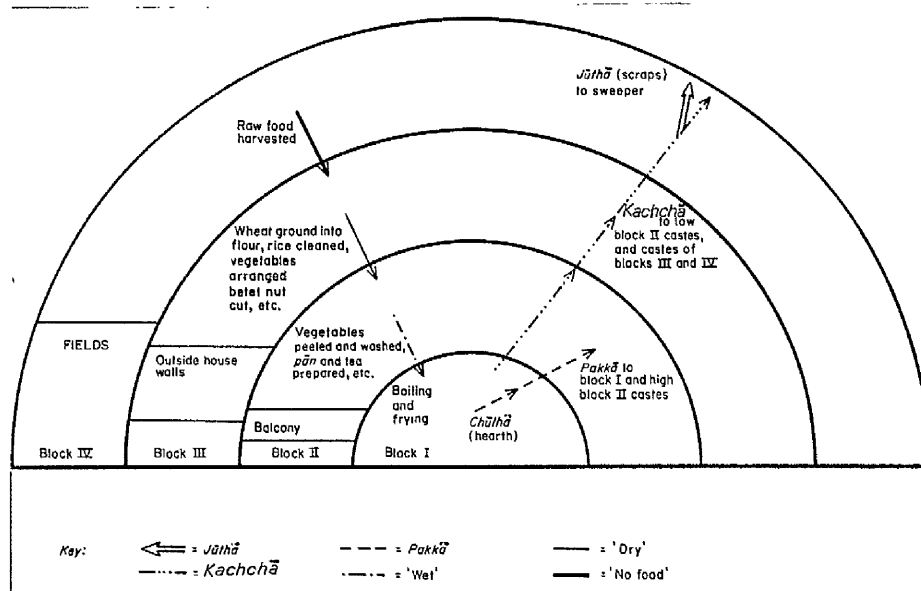 Jūthā (scraps)
to sweeper
Raw food
harvested
Kachchā
to low
block II castes,
and castes of
blocks III and IV
Wheat ground into
flour, rice cleaned,
vegetables
arranged
betel nut
cut, etc.
Vegetables
peeled and washed,
pān and tea
prepared, etc.
Pakkā to
block I and high
block II castes
Boiling
and
frying
Chūlhā
(hearth)
FIELDS
Outside house
walls
Balcony
Block IV
Block III
Block II
Block I
Key:
= Jūthā
= Pakkā
= 'Dry'
= Kachchā
= 'Wet'
= 'No food'